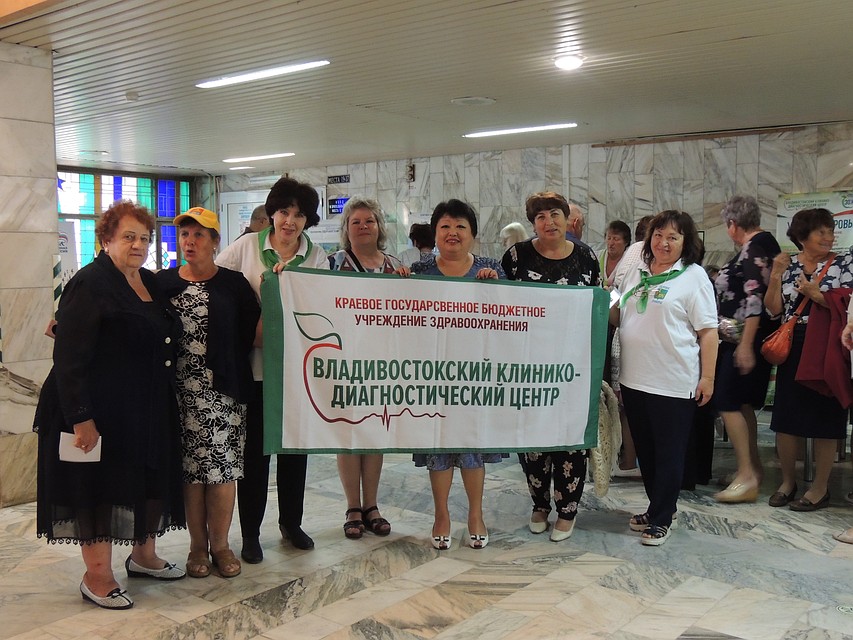 КРАЕВОЕ ГОСУДАРСВЕННОЕ БЮДЖЕТНОЕ
УЧРЕЖДЕНИЕ ЗДРАВООХРАНЕНИЯ
ВЛАДИВОСТОКСКИЙ КЛИНИКО-
ДИАГНОСТИЧЕСКИЙ ЦЕНТР